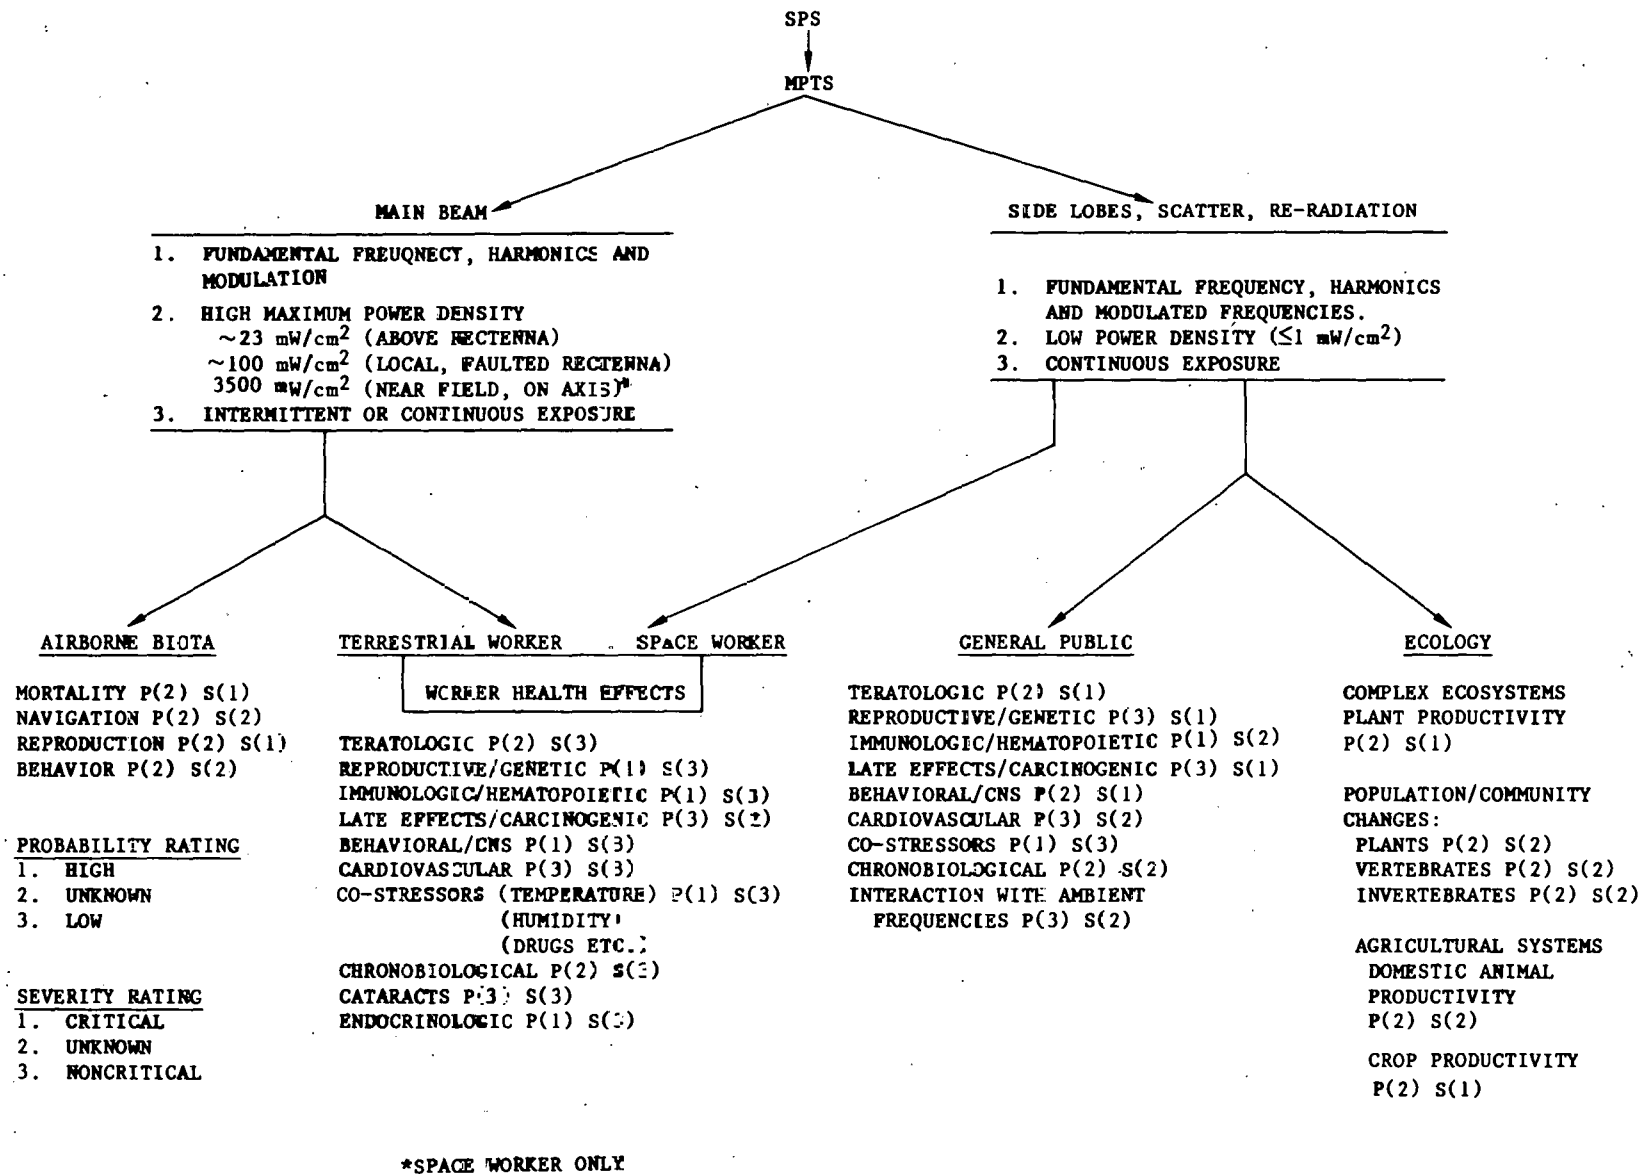 SPS
MPTS
MAIN BEAM
1. FUNDAMENTAL FREUQNECT, HARMONICS AND
MODULATION
2. HIGH MAXIMUM POWER DENSITY
~23 mW/cm2 (ABOVE RECTENNA)
~100 mW/cm2 (LOCAL, FAULTED RECTENNA)
3500 mW/cm2 (NEAR FIELD, ON AXIS)*
3. INTERMITTENT OR CONTINUOUS EXPOSURE
SIDE LOBES, SCATTER, RE-RADIATION
1. FUNDAMENTAL FREQUENCY, HARMONICS
AND MODULATED FREQUENCIES.
2. LOW POWER DENSITY (≤1 mW/cm2)
3. CONTINUOUS EXPOSURE
AIRBORNE BIOTA
MORTALITY P(2) S(1)
NAVIGATION P(2) S(2)
REPRODUCTION P(2) S(1)
BEHAVIOR P(2) S(2)
PROBABILITY RATING
1. HIGH
2. UNKNOWN
3. LOW
SEVERITY RATING
1. CRITICAL
2. UNKNOWN
3. NONCRITICAL
TERRESTRIAL WORKER
SPACE WORKER
WORKER HEALTH EFFECTS
TERATOLOGIC P(2) S(3)
REPRODUCTIVE/GENETIC P(1) S(3)
IMMUNOLOGIC/HEMATOPOIETIC P(1) S(3)
LATE EFFECTS/CARCINOGENIC P(3)
BEHAVIORAL/CNS P(1) S(3)
CARDIOVASCULAR P(3) S(3)
CO-STRESSORS (TEMPERATURE) P(1) S(3)
(HUMIDITY)
(DRUGS ETC.)
CHRONOBIOLOGICAL P(2)
CATARACTS P(3) S(3)
ENDOCRINOLOGIC P(1)
GENERAL PUBLIC
TERATOLOGIC P(2) S(1)
REPRODUCTIVE/GENETIC P(3) S(1)
IMMUNOLOGIC/HEMATOPOIETIC P(1) S(2)
LATE EFFECTS/CARCINOGENIC P(3) S(1)
BEHAVIORAL/CNS P(2) S(1)
CARDIOVASCULAR P(3) S(2)
CO-STRESSORS P(1) S(3)
CHRONOBIOLOGICAL P(2) S(2)
INTERACTION WITH AMBIENT
FREQUENCIES P(3) S(2)
ECOLOGY
COMPLEX ECOSYSTEMS
PLANT PRODUCTIVITY
P(2) S(1)
POPULATION/COMMUNITY
CHANGES:
PLANTS P(2) S(2)
VERTEBRATES P(2) S(2)
INVERTEBRATES P(2) S(2)
AGRICULTURAL SYSTEMS
DOMESTIC ANIMAL
PRODUCTIVITY
P(2) S(2)
CROP PRODUCTIVITY
P(2) S(1)
*SPACE WORKER ONLY